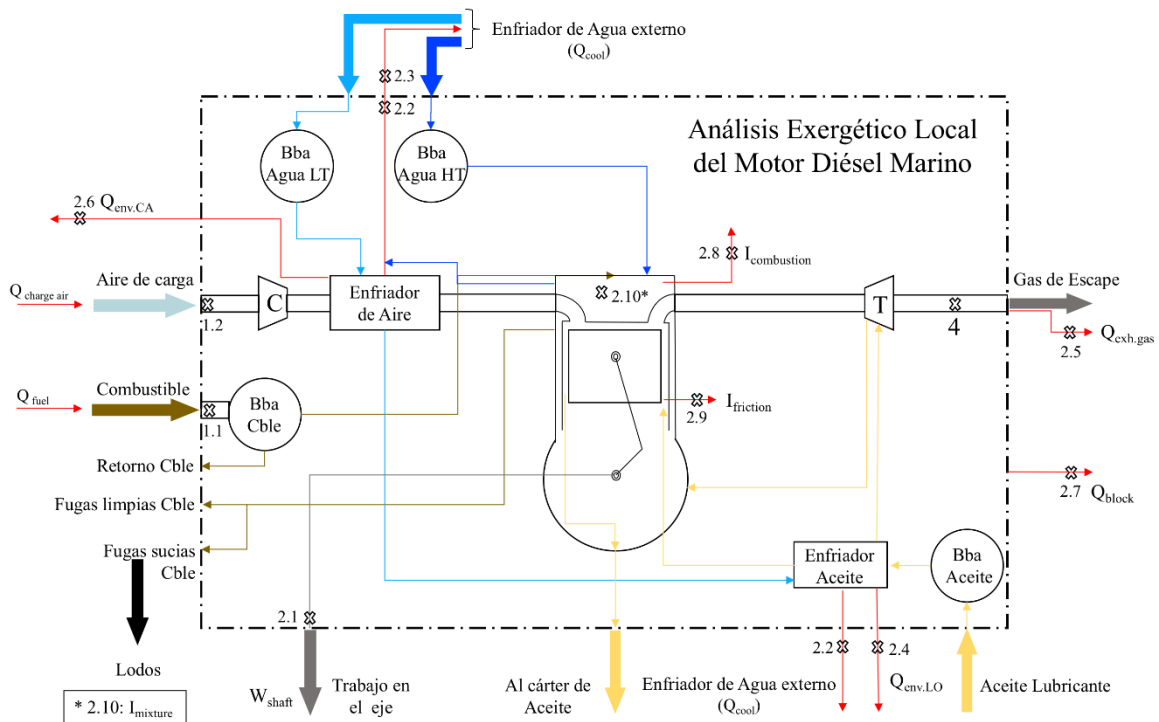 Enfriador de Agua externo
(Qcool)
2.3
2.2
Análisis Exergético Local
del Motor Diésel Marino
Bba
Agua LT
Bba
Agua HT
2.6 Qenv.CA
2.8
Icombustion
Aire de carga
Gas de Escape
Q charge air
C
Enfriador
de Aire
2.10*
T
1.2
4
Qexh.gas
2.5
Combustible
Q fuel
Bba
Cble
1.1
Ifriction
2.9
Retorno Cble
2.7
Qblock
Fugas limpias Cble
Fugas sucias
Cble
Enfriador
Aceite
Bba
Aceite
2.1
2.2
2.4
Lodos
Wshaft
Trabajo en
el eje
Al cárter de
Aceite
Enfriador de Agua externo
(Qcool)
Qenv.LO
Aceite Lubricante
* 2.10: Imixture